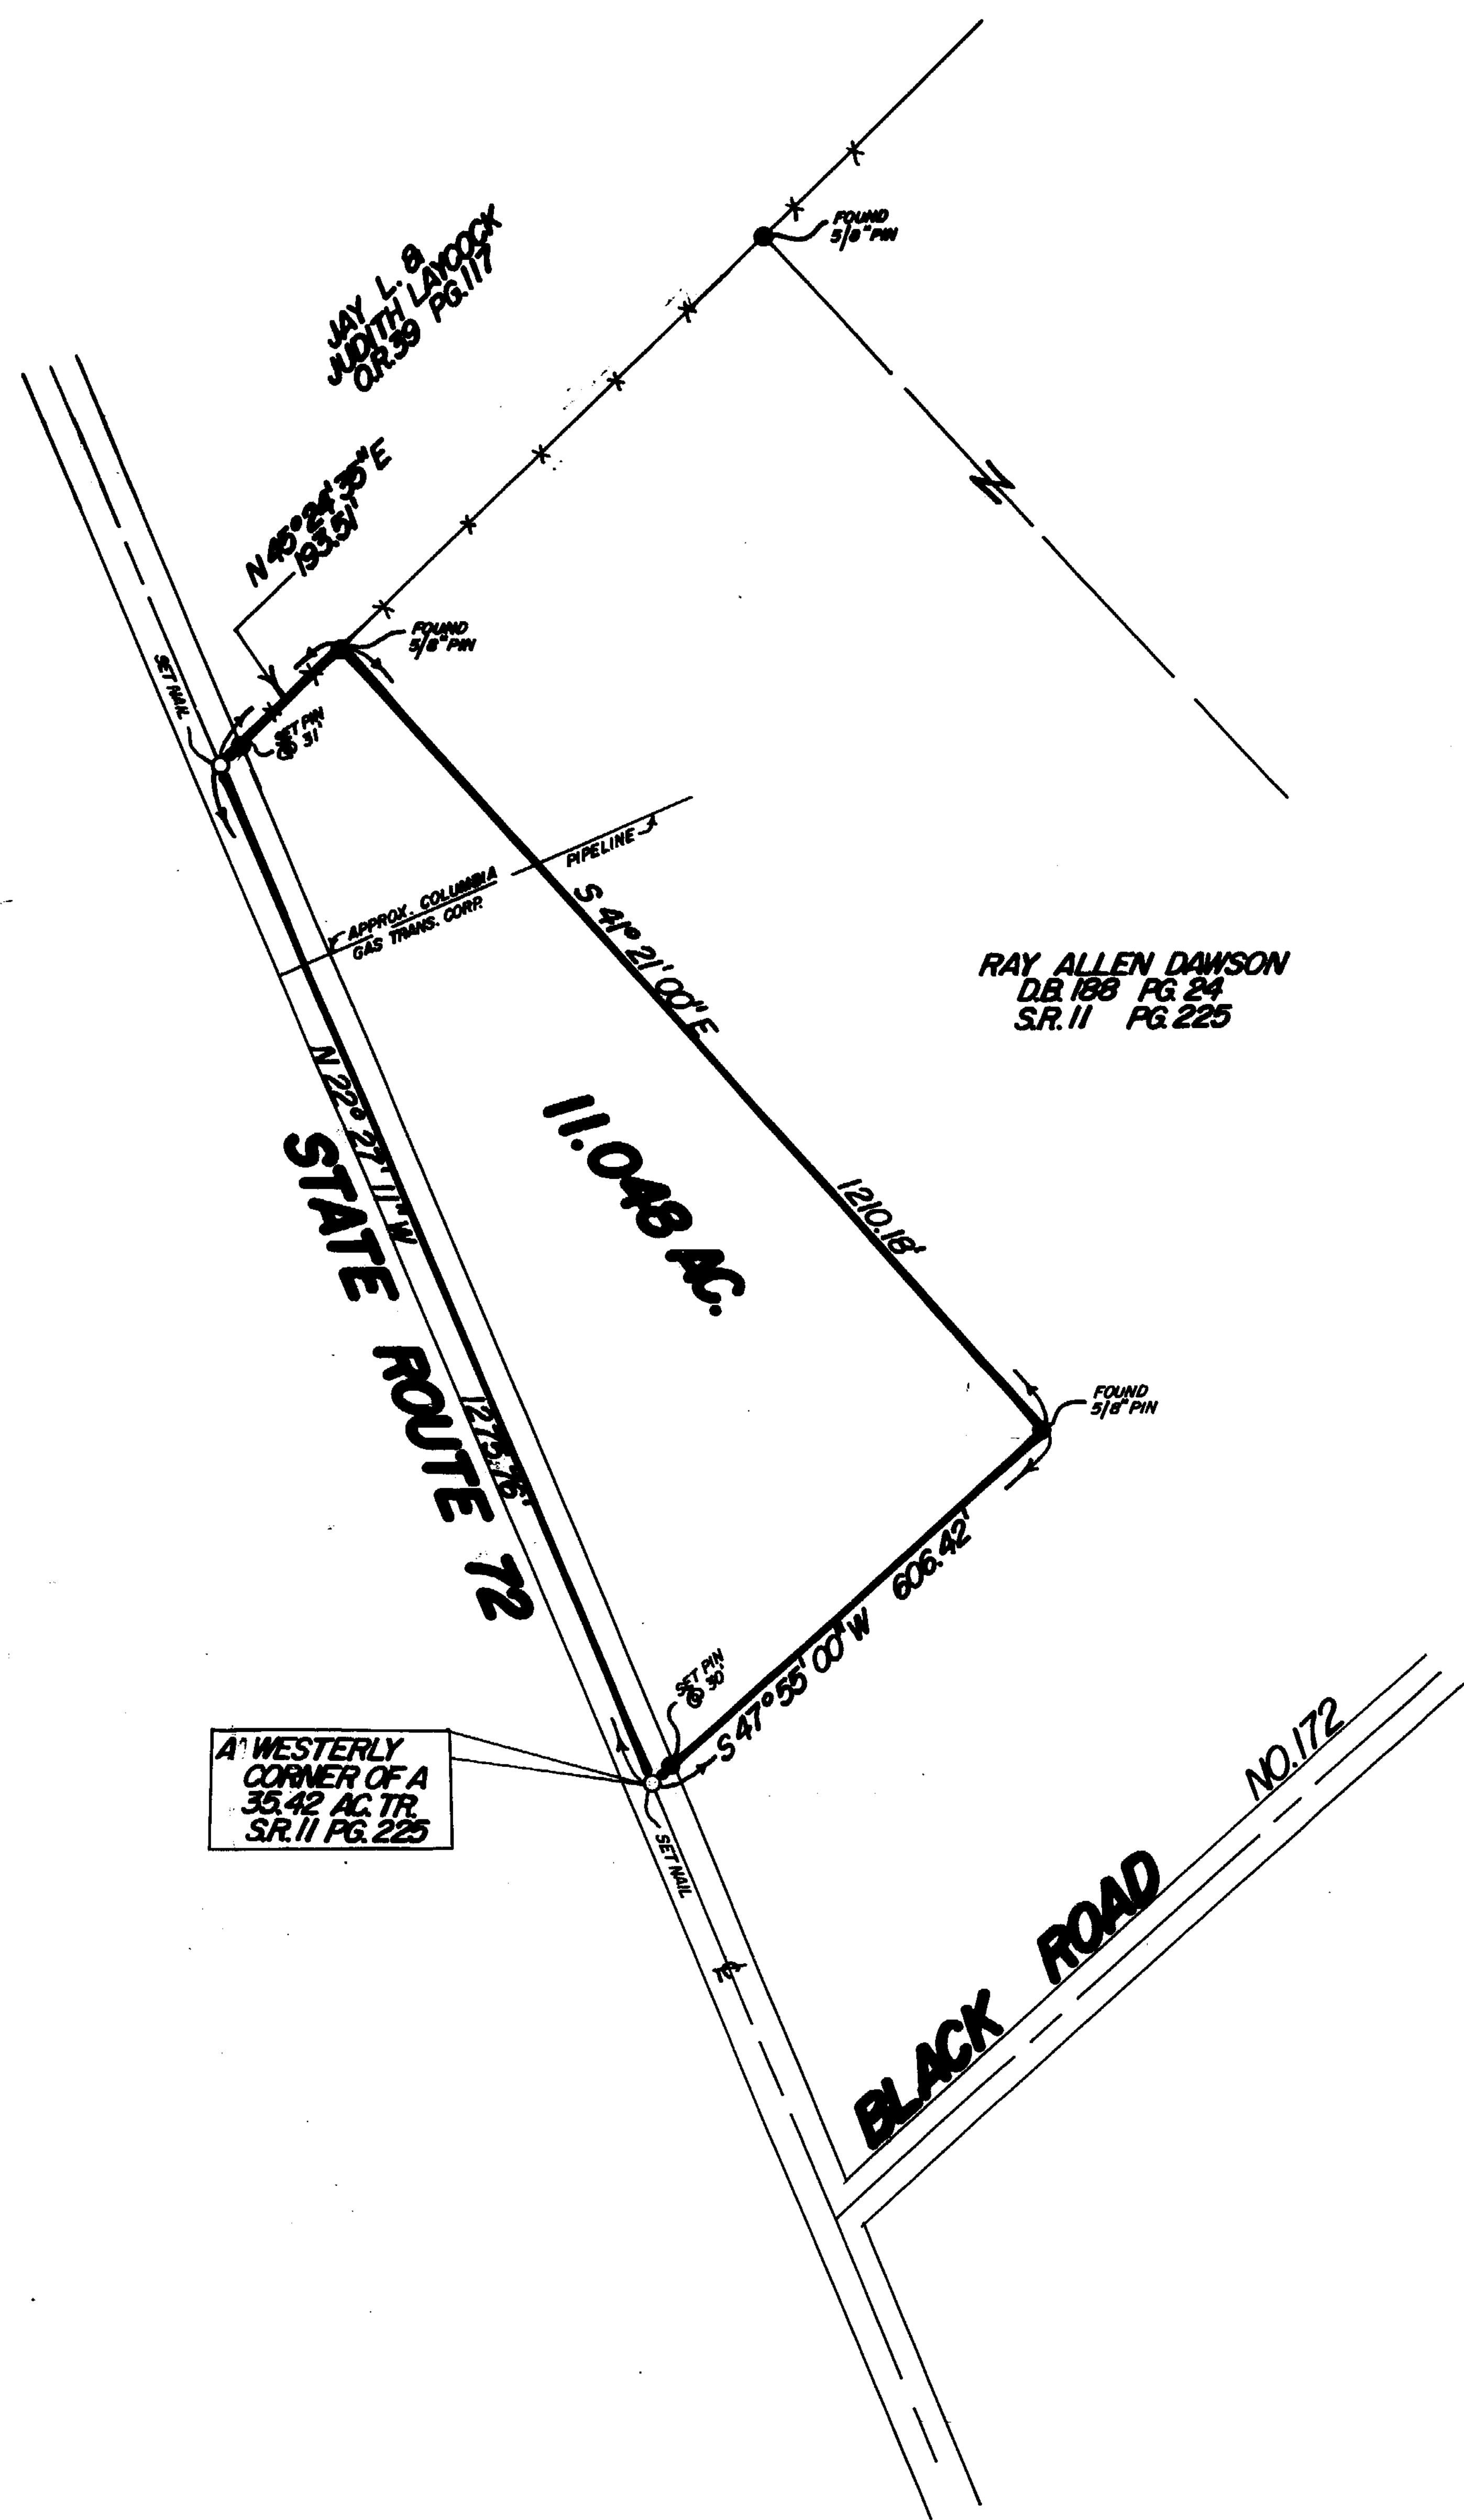 FOUND
5/8" PIN
JAY L. &
JUDITH LAYCOCK
O.R. 39 PG. 117
E
193.51'
FOUND
5/8" PIN
SET NAIL
SET PIN
@ 31'
PIPELINE
APPROX. COLUMBIA
GAS TRANS. CORP.
S 41° 21' 00" E
1210.18'
RAY ALLEN DAWSON
D.B. 188 PG. 24
S.R. 11 PG. 225
11.048 AC.
N 22° 27' 11" W
STATE ROUTE 72
FOUND
5/8" PIN
S 47° 55' 00" W 606.42'
SET PIN
@ 30'
A WESTERLY
CORNER OF A
35.42 AC. TR.
S.R. 11 PG. 225
SET NAIL
BLACK ROAD NO. 172